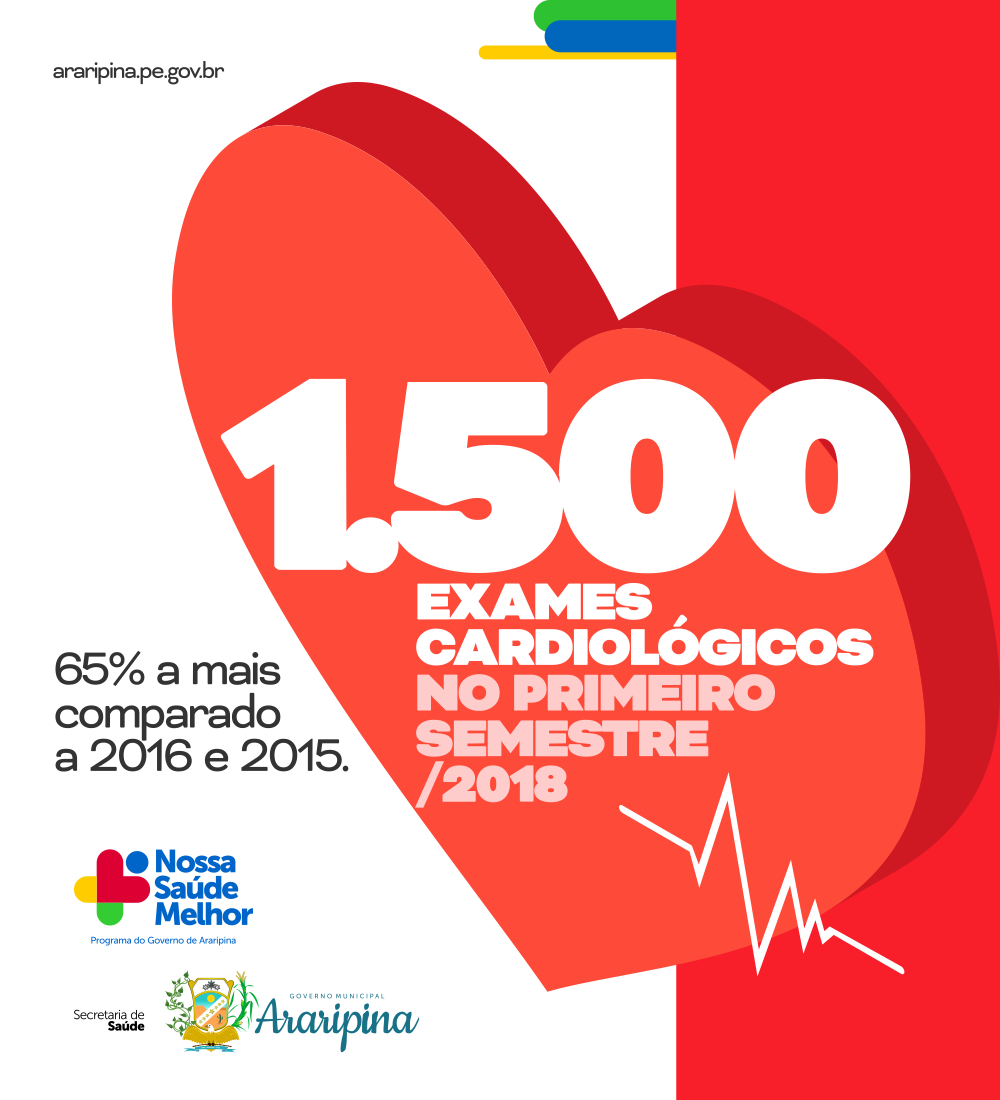 araripina.pe.gov.br
1.500
EXAMES
CARDIOLÓGICOS
NO PRIMEIRO
SEMESTRE
/2018
65% a mais
comparado
a 2016 e 2015.
Nossa
Saúde
Melhor
Programa do Governo de Araripina
Secretaria de
Saúde
GOVERNO MUNICIPAL
Araripina